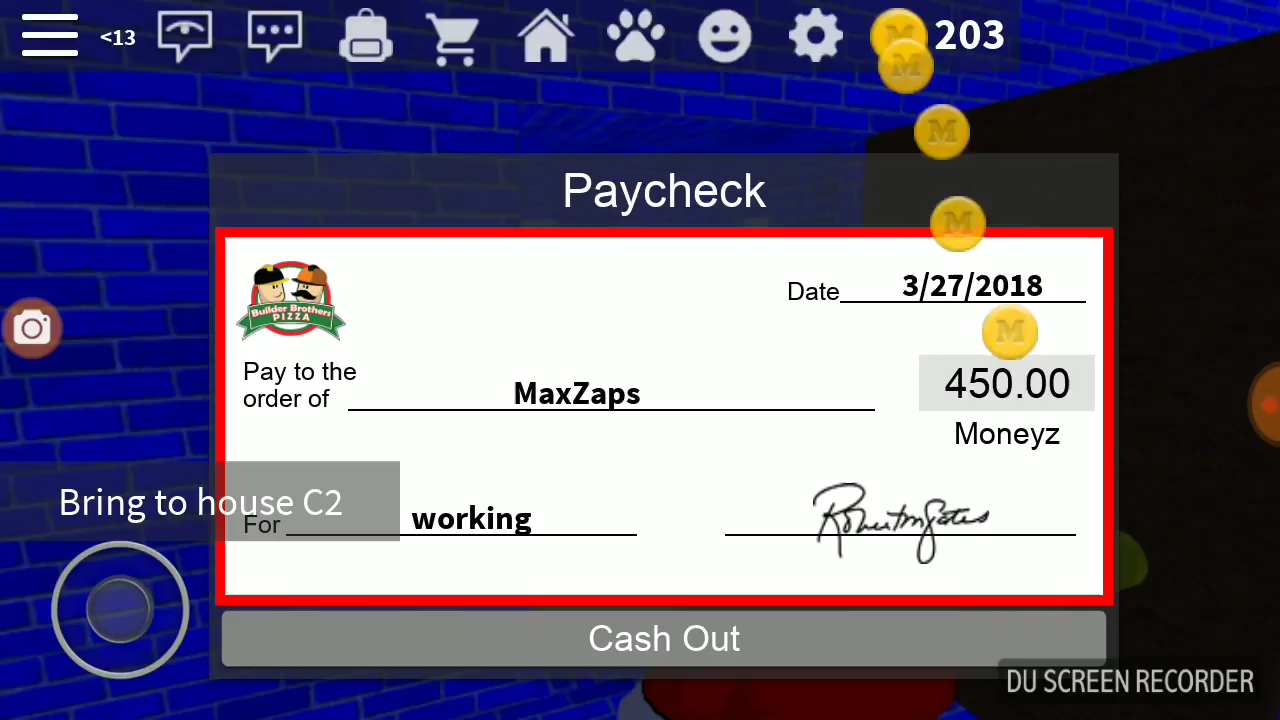 <13
203
Paycheck
Builder Brothers
PIZZA
Date 3/27/2018
Pay to the
order of MaxZaps
450.00
Moneyz
Bring to house C2
For working
Cash Out
DU SCREEN RECORDER